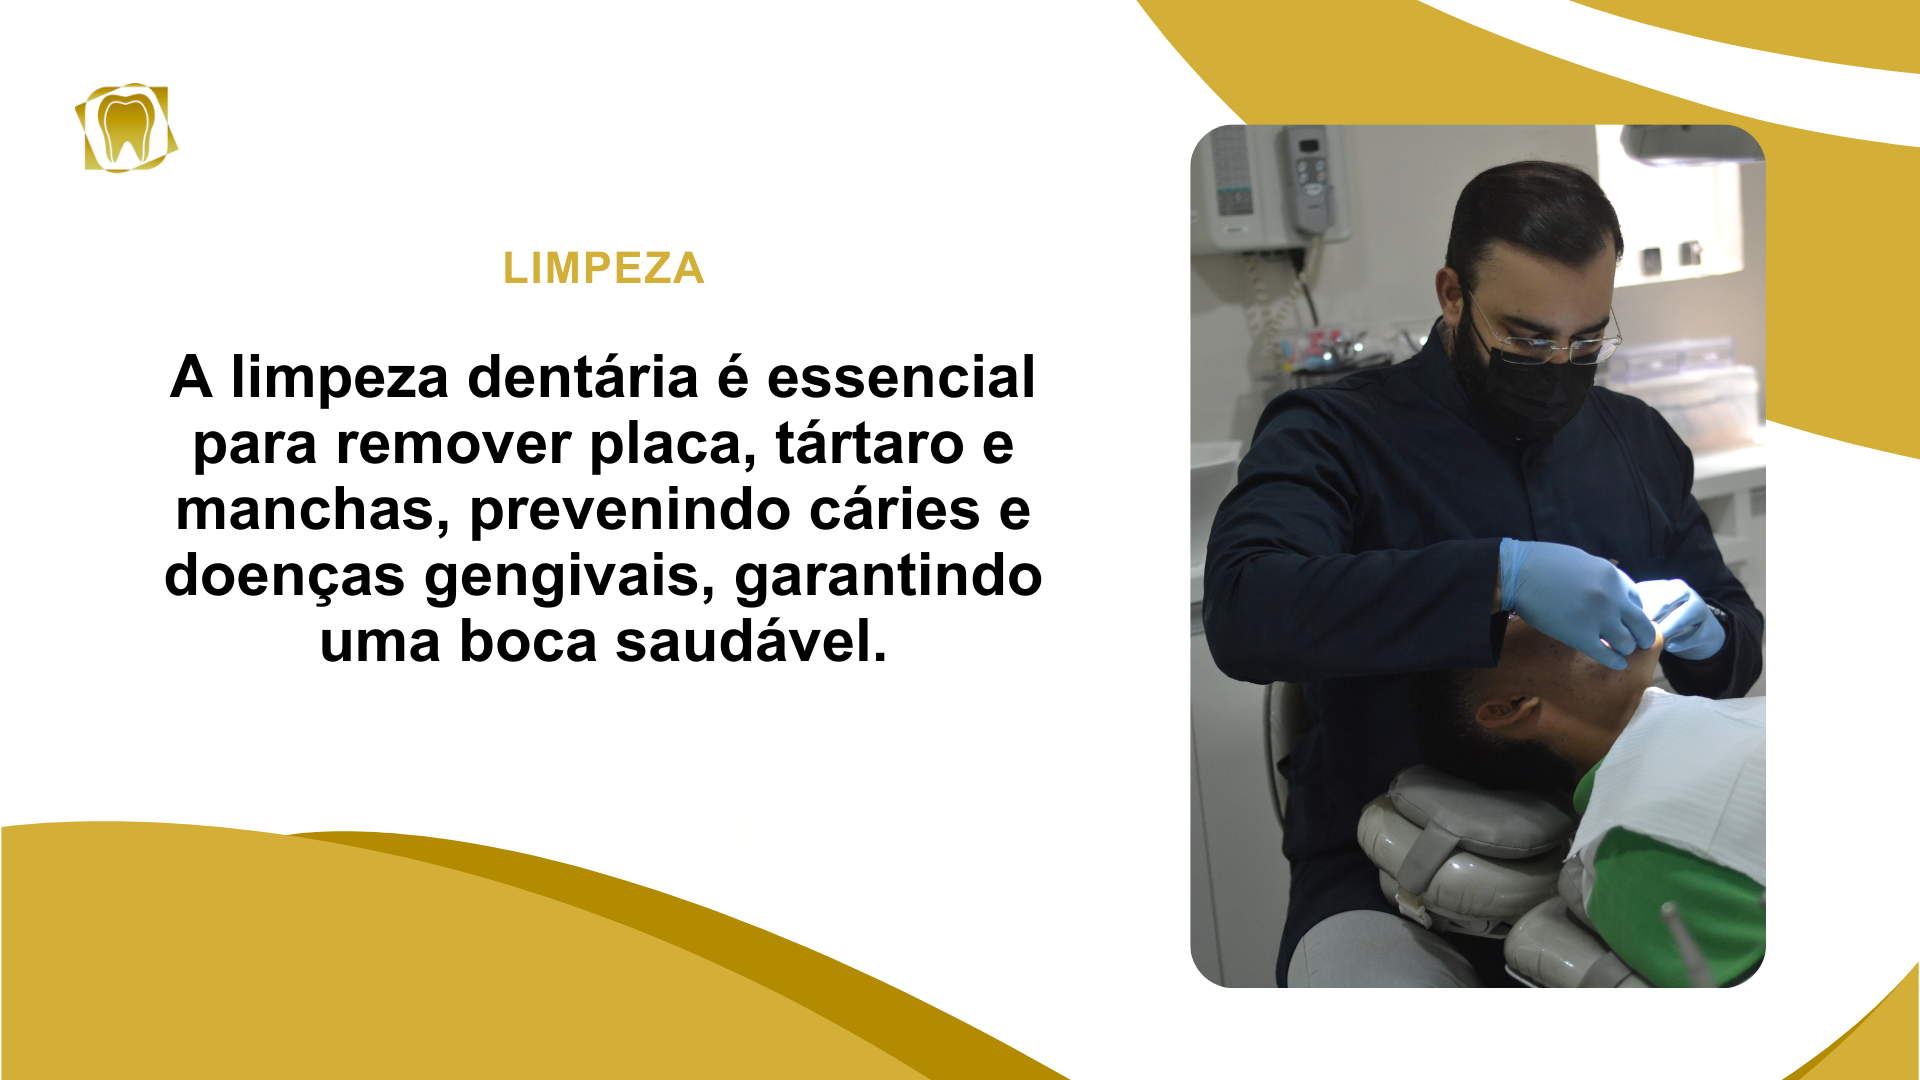 LIMPEZA
A limpeza dentária é essencial
para remover placa, tártaro e
manchas, prevenindo cáries e
doenças gengivais, garantindo
uma boca saudável.